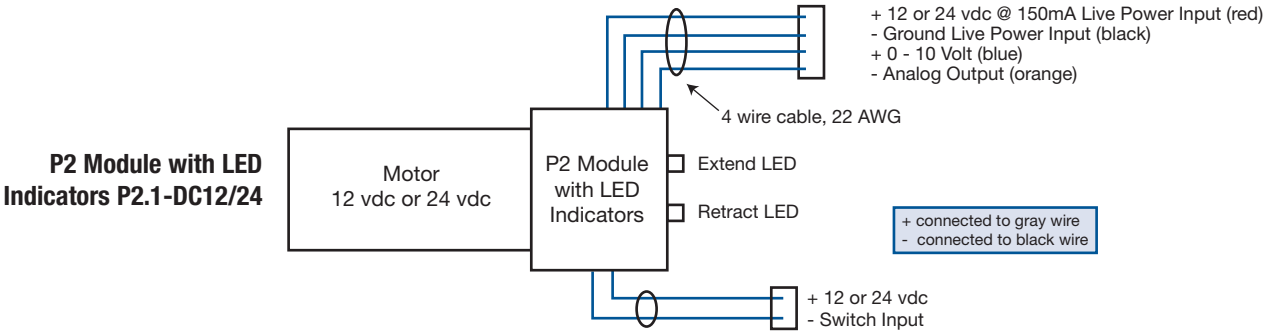 + 12 or 24 vdc @ 150mA Live Power Input (red)
- Ground Live Power Input (black)
+ 0 - 10 Volt (blue)
- Analog Output (orange)
4 wire cable, 22 AWG
P2 Module with LED
Indicators P2.1-DC12/24
Motor
12 vdc or 24 vdc
P2 Module
with LED
Indicators
Extend LED
Retract LED
+ connected to gray wire
- connected to black wire
+ 12 or 24 vdc
- Switch Input